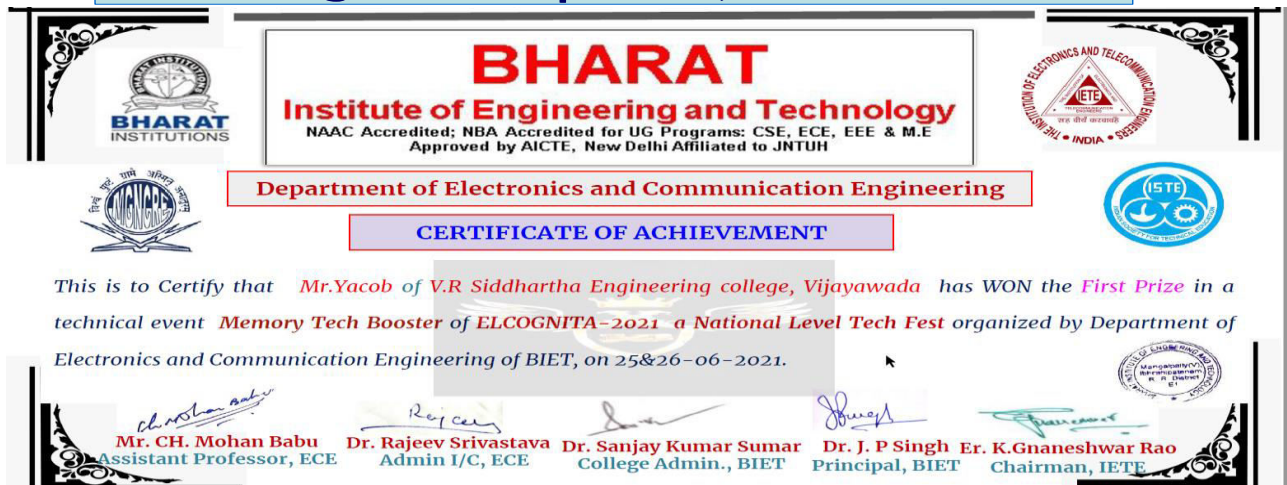 BHARAT
Institute of Engineering and Technology
NAAC Accredited; NBA Accredited for UG Programs: CSE, ECE, EEE & M.E
Approved by AICTE, New Delhi Affiliated to JNTUH
BHARAT INSTITUTIONS
BHARAT
INSTITUTIONS
THE INSTITUTION OF ELECTRONICS AND TELECOMMUNICATION ENGINEERS
IETE
INDIA
MGNCRE
ISTE
Department of Electronics and Communication Engineering
CERTIFICATE OF ACHIEVEMENT
This is to Certify that Mr.Yacob of V.R Siddhartha Engineering college, Vijayawada has WON the First Prize in a
technical event Memory Tech Booster of ELCOGNITA-2021 a National Level Tech Fest organized by Department of
Electronics and Communication Engineering of BIET, on 25&26-06-2021.
Mangalpally(V)
Ibrahimpatanam
R. R District
Mr. CH. Mohan Babu Dr. Rajeev Srivastava Dr. Sanjay Kumar Sumar Dr. J. P Singh Er. K.Gnaneshwar Rao
Assistant Professor, ECE Admin I/C, ECE College Admin., BIET Principal, BIET Chairman, IETE